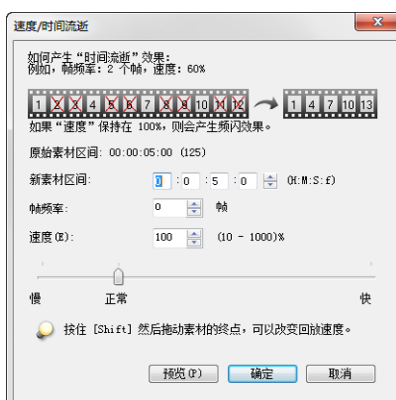 速度/时间流逝
如何产生“时间流逝”效果:
例如, 帧频率: 2 个帧, 速度: 60%
1 2 3 4 5 6 7 8 9 10 11 12 1 4 7 10 13
如果“速度”保持在 100%, 则会产生频闪效果。
原始素材区间: 00:00:05:00 (125)
新素材区间: 0 : 0 : 5 : 0 (H:M:S:f)
帧频率: 0 帧
速度(E): 100 (10 - 1000)%
慢 正常 快
按住 [Shift] 然后拖动素材的终点, 可以改变回放速度。
预览(P) 确定 取消